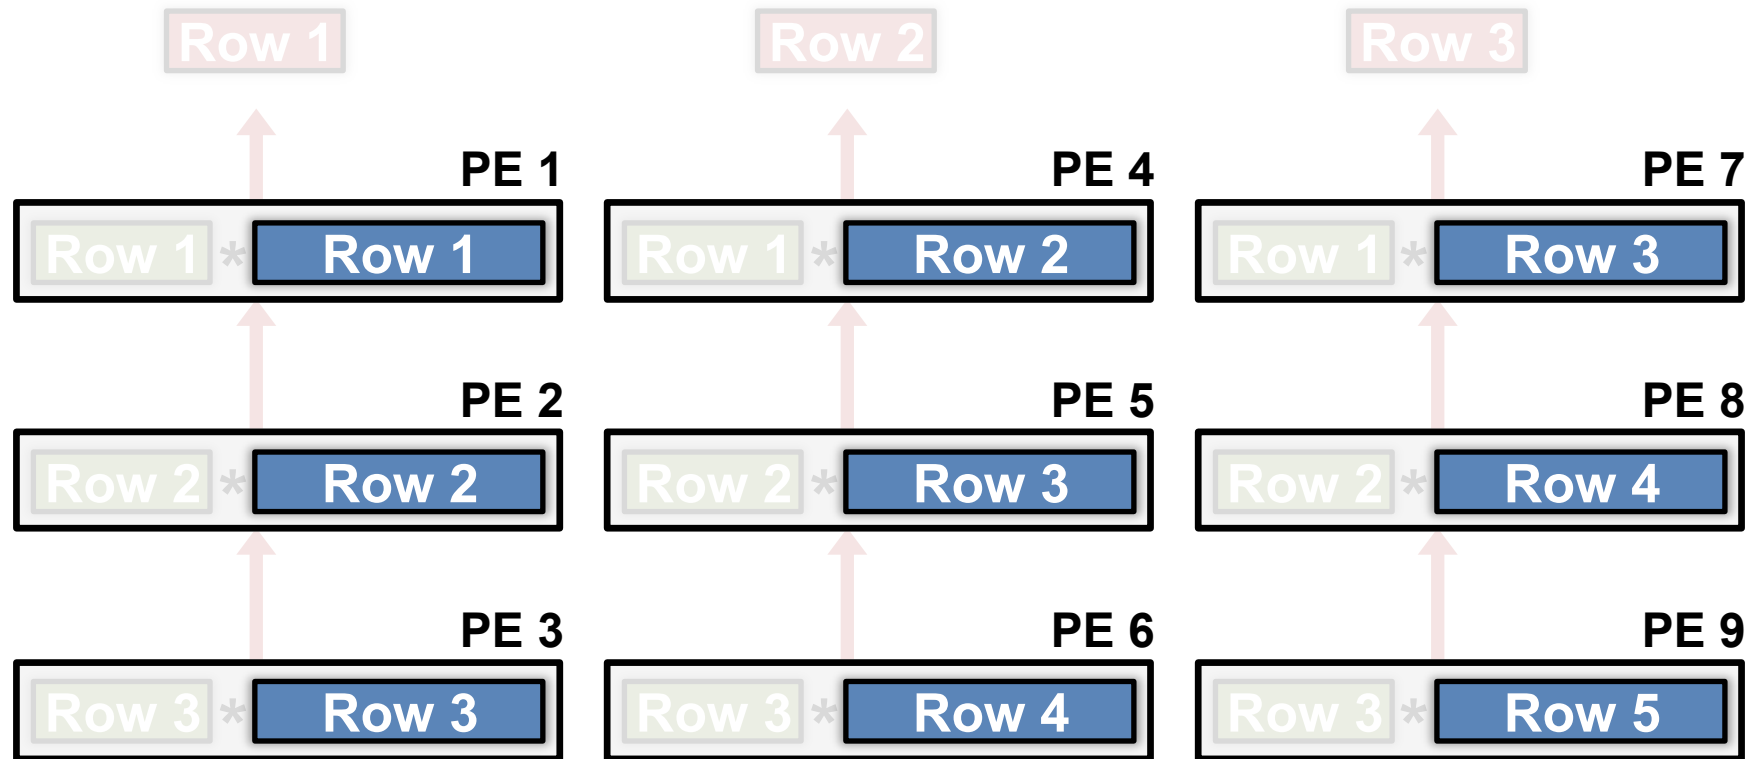 Row 1 Row 2 Row 3
PE 1 PE 4 PE 7
Row 1 * Row 1 Row 1 * Row 2 Row 1 * Row 3
PE 2 PE 5 PE 8
Row 2 * Row 2 Row 2 * Row 3 Row 2 * Row 4
PE 3 PE 6 PE 9
Row 3 * Row 3 Row 3 * Row 4 Row 3 * Row 5